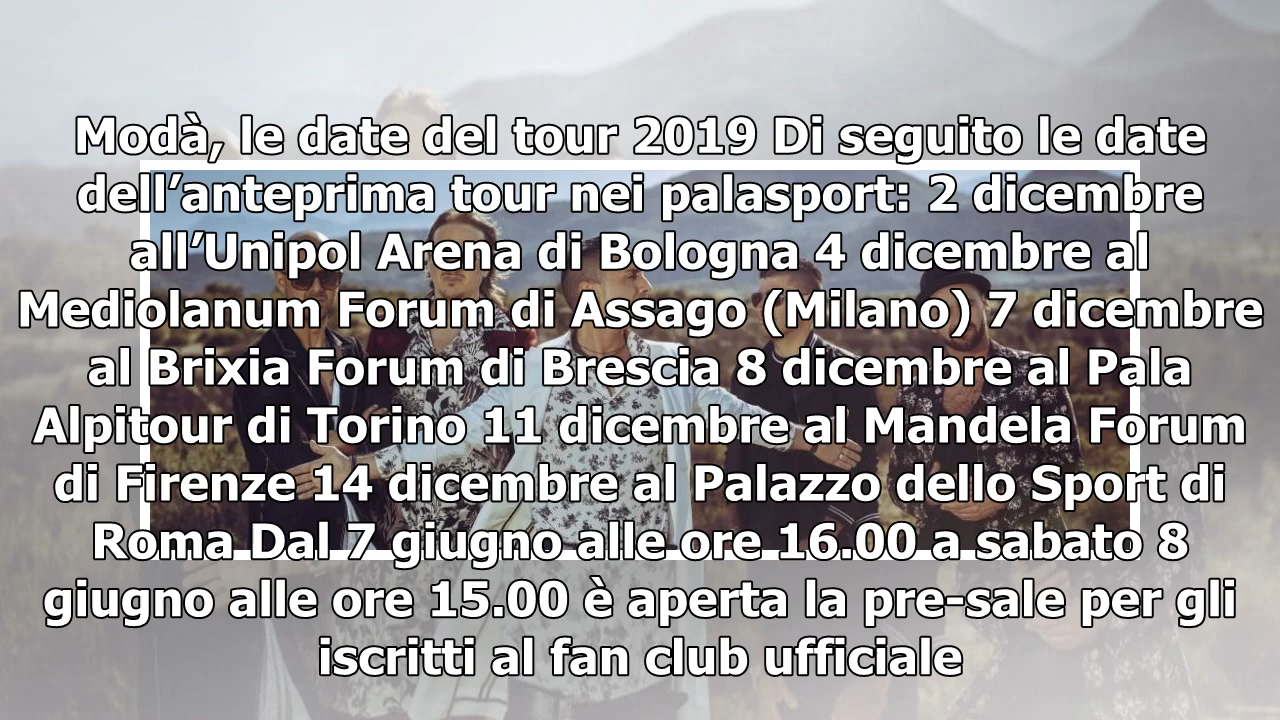 Modà, le date del tour 2019 Di seguito le date
dell’anteprima tour nei palasport: 2 dicembre
all’Unipol Arena di Bologna 4 dicembre al
Mediolanum Forum di Assago (Milano) 7 dicembre
al Brixia Forum di Brescia 8 dicembre al Pala
Alpitour di Torino 11 dicembre al Mandela Forum
di Firenze 14 dicembre al Palazzo dello Sport di
Roma Dal 7 giugno alle ore 16.00 a sabato 8
giugno alle ore 15.00 è aperta la pre-sale per gli
iscritti al fan club ufficiale